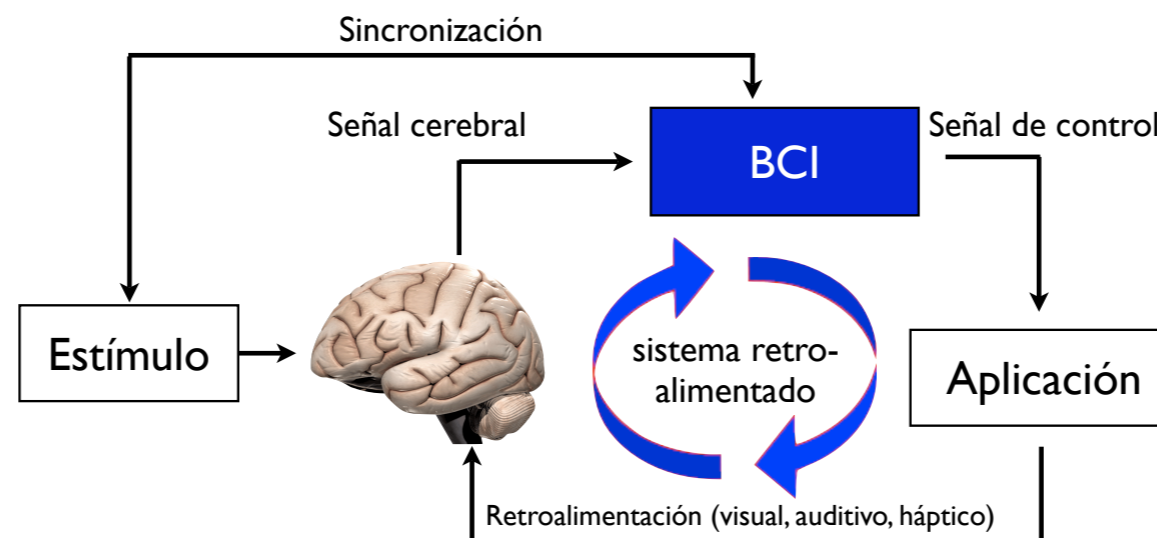 Sincronización
Señal cerebral
BCI
Señal de control
Estímulo
sistema retro-
alimentado
Aplicación
Retroalimentación (visual, auditivo, háptico)